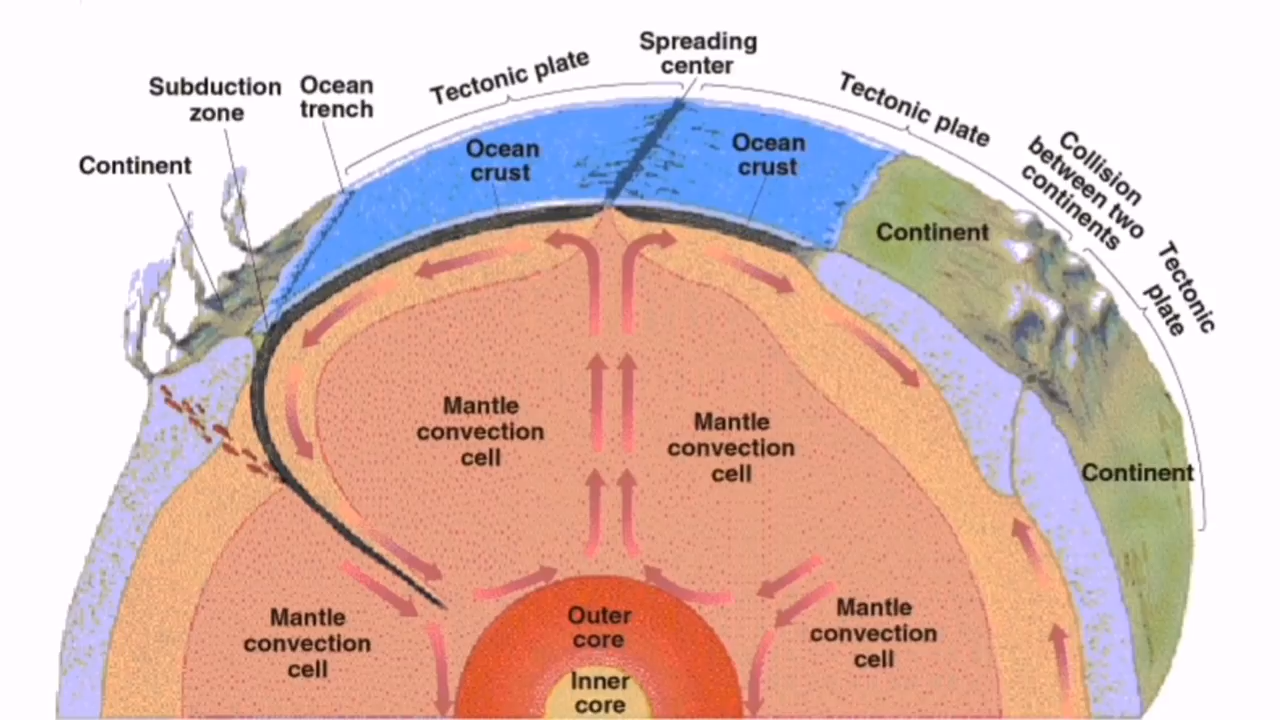 Spreading
center
Tectonic plate
Subduction
zone
Ocean
trench
Tectonic plate
Continent
Ocean
crust
Ocean
crust
Collision
between two
continents
Continent
Tectonic
plate
Mantle
convection
cell
Mantle
convection
cell
Continent
Mantle
convection
cell
Outer
core
Mantle
convection
cell
Inner
core